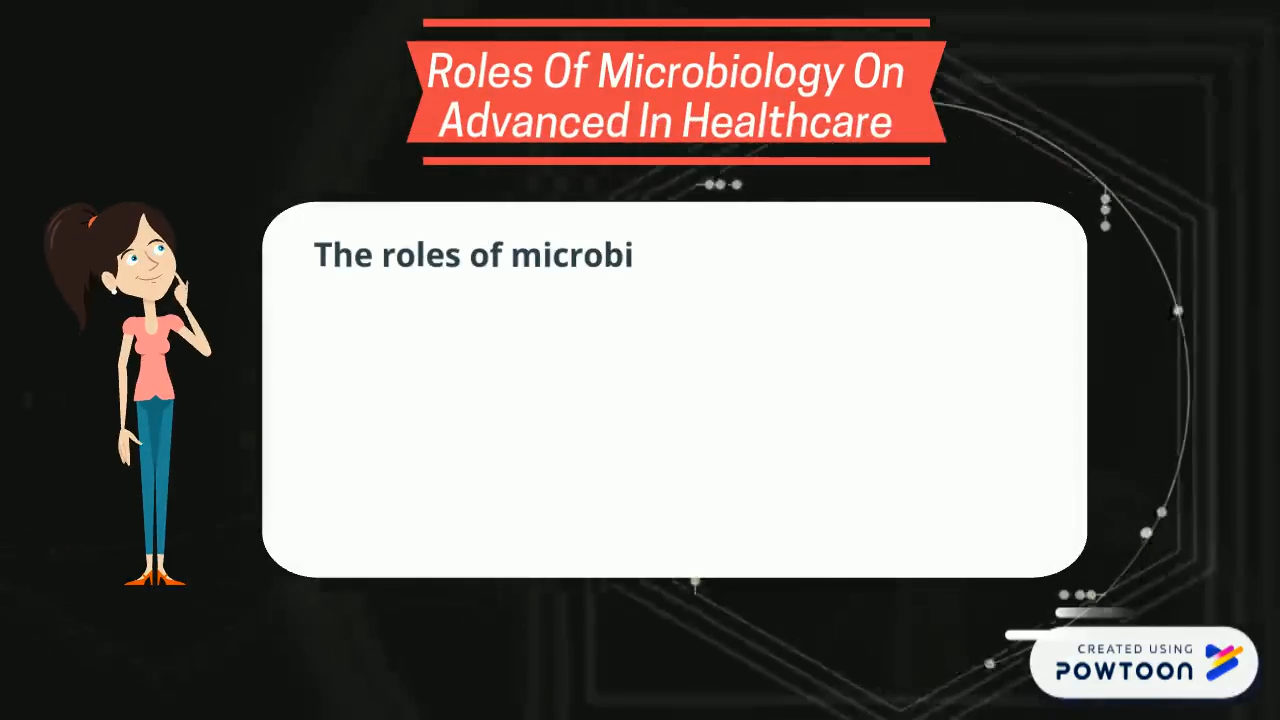 Roles Of Microbiology On
Advanced In Healthcare
The roles of microbi
CREATED USING
POWTOON